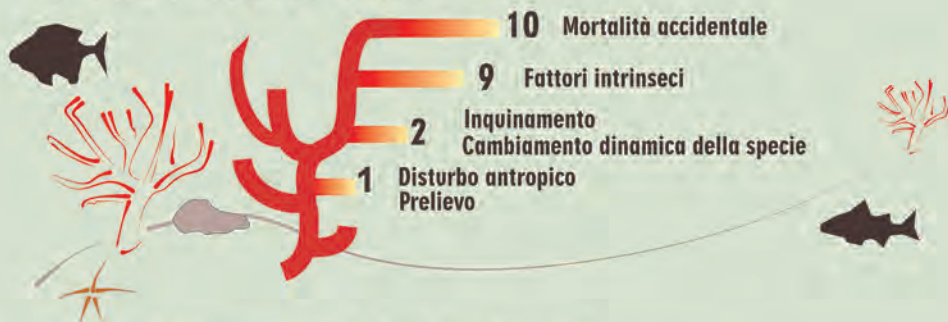 10 Mortalità accidentale
9 Fattori intrinseci
2 Inquinamento
Cambiamento dinamica della specie
1 Disturbo antropico
Prelievo